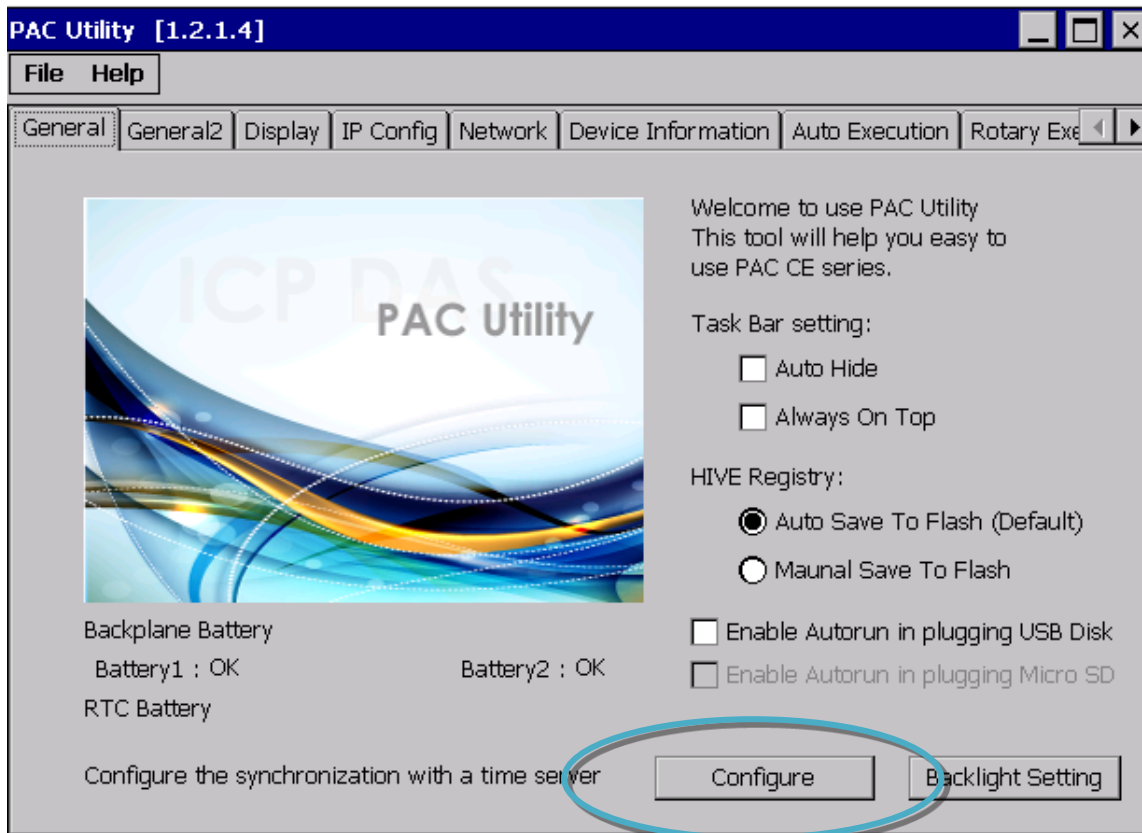 PAC Utility [1.2.1.4]
File Help
General General2 Display IP Config Network Device Information Auto Execution Rotary Exe
ICP DAS
PAC Utility
Welcome to use PAC Utility
This tool will help you easy to
use PAC CE series.
Task Bar setting:
Auto Hide
Always On Top
HIVE Registry:
Auto Save To Flash (Default)
Maunal Save To Flash
Backplane Battery
Battery1 : OK Battery2 : OK
RTC Battery
Enable Autorun in plugging USB Disk
Enable Autorun in plugging Micro SD
Configure the synchronization with a time server Configure Backlight Setting